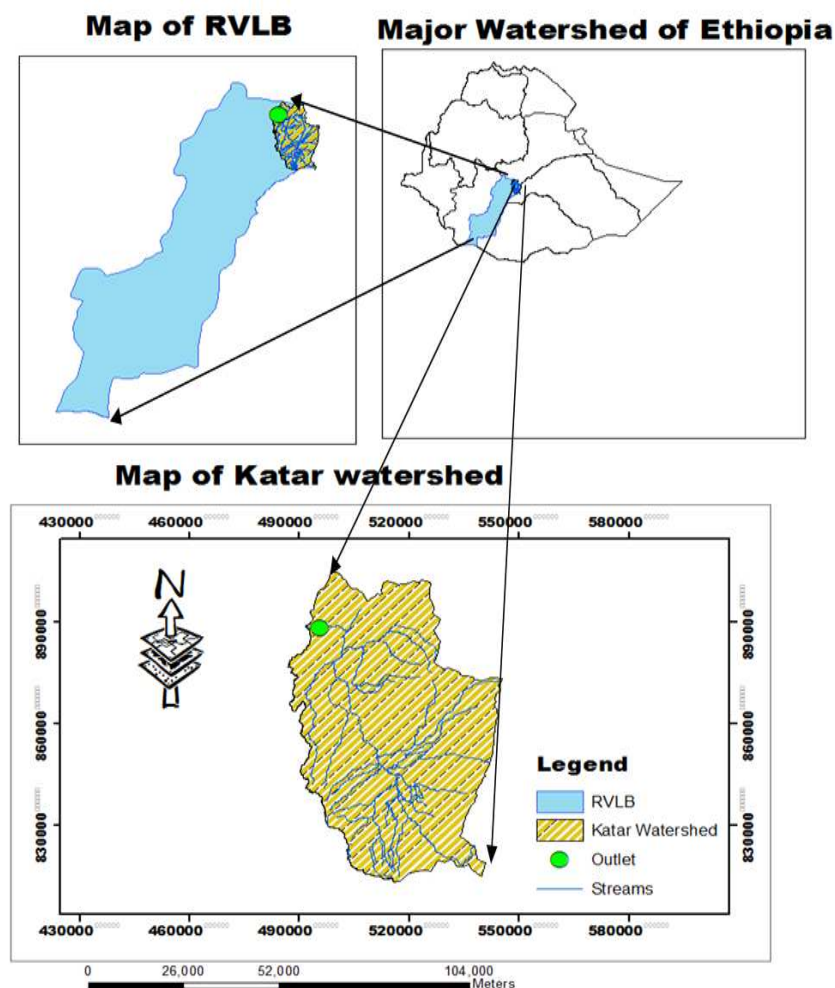 Map of RVLB
Major Watershed of Ethiopia
Map of Katar watershed
430000 460000 490000 520000 550000 580000
N
890000
860000
830000
890000
860000
830000
Legend
RVLB
Katar Watershed
Outlet
Streams
430000 460000 490000 520000 550000 580000
0 26,000 52,000 104,000
Meters